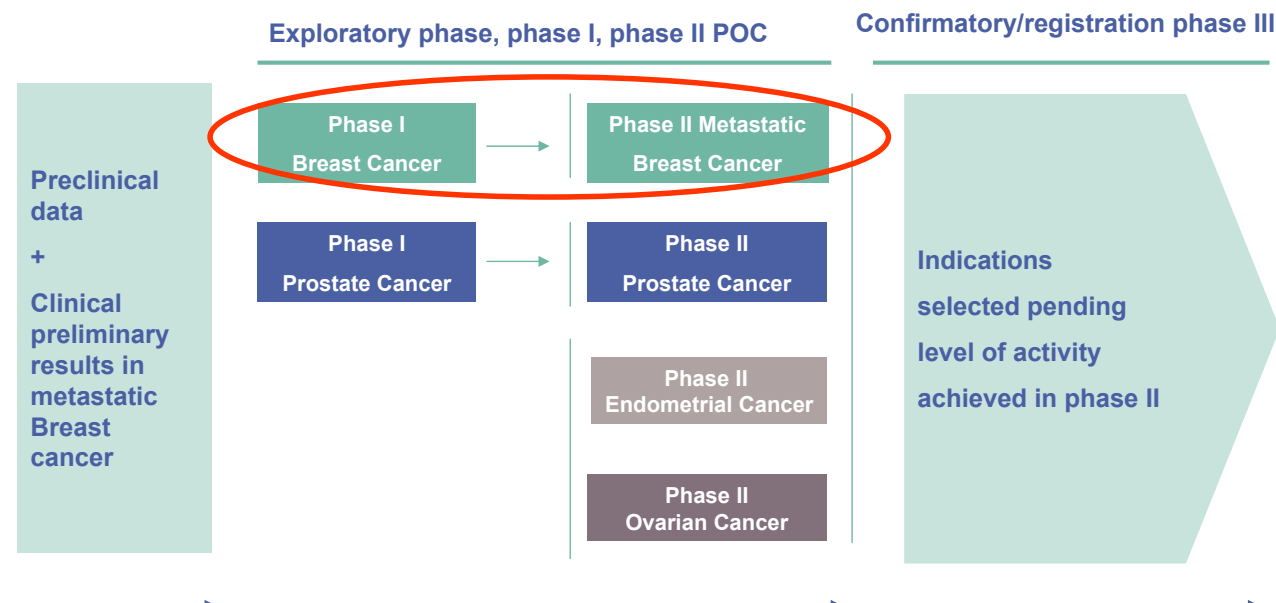 Exploratory phase, phase I, phase II POC
Confirmatory/registration phase III
Preclinical
data
+
Clinical
preliminary
results in
metastatic
Breast
cancer
Phase I
Breast Cancer
Phase II Metastatic
Breast Cancer
Phase I
Prostate Cancer
Phase II
Prostate Cancer
Phase II
Endometrial Cancer
Phase II
Ovarian Cancer
Indications
selected pending
level of activity
achieved in phase II